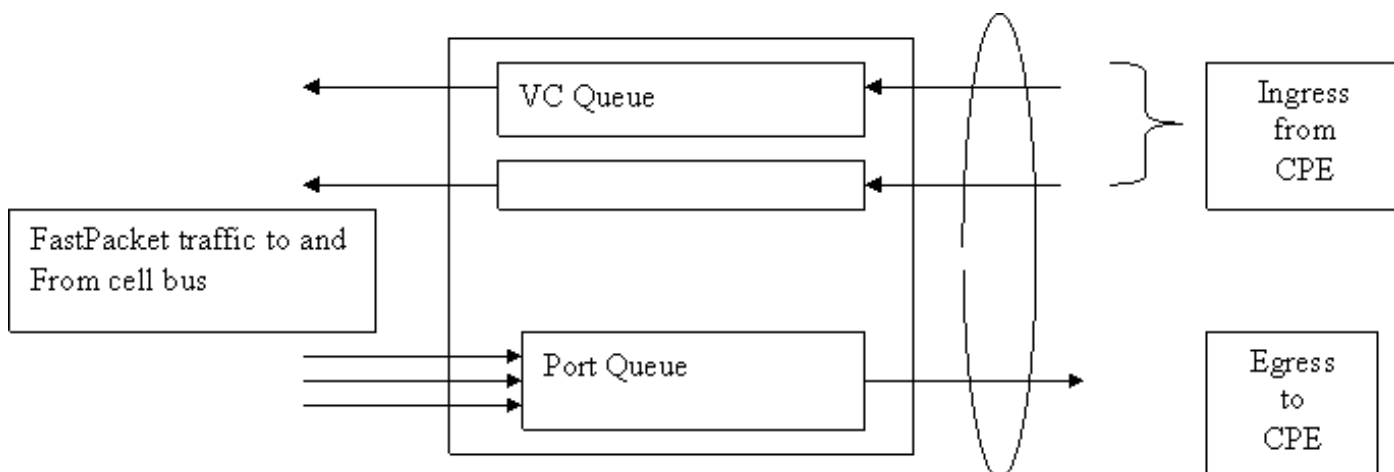 VC Queue
Ingress
from
CPE
FastPacket traffic to and
From cell bus
Port Queue
Egress
to
CPE